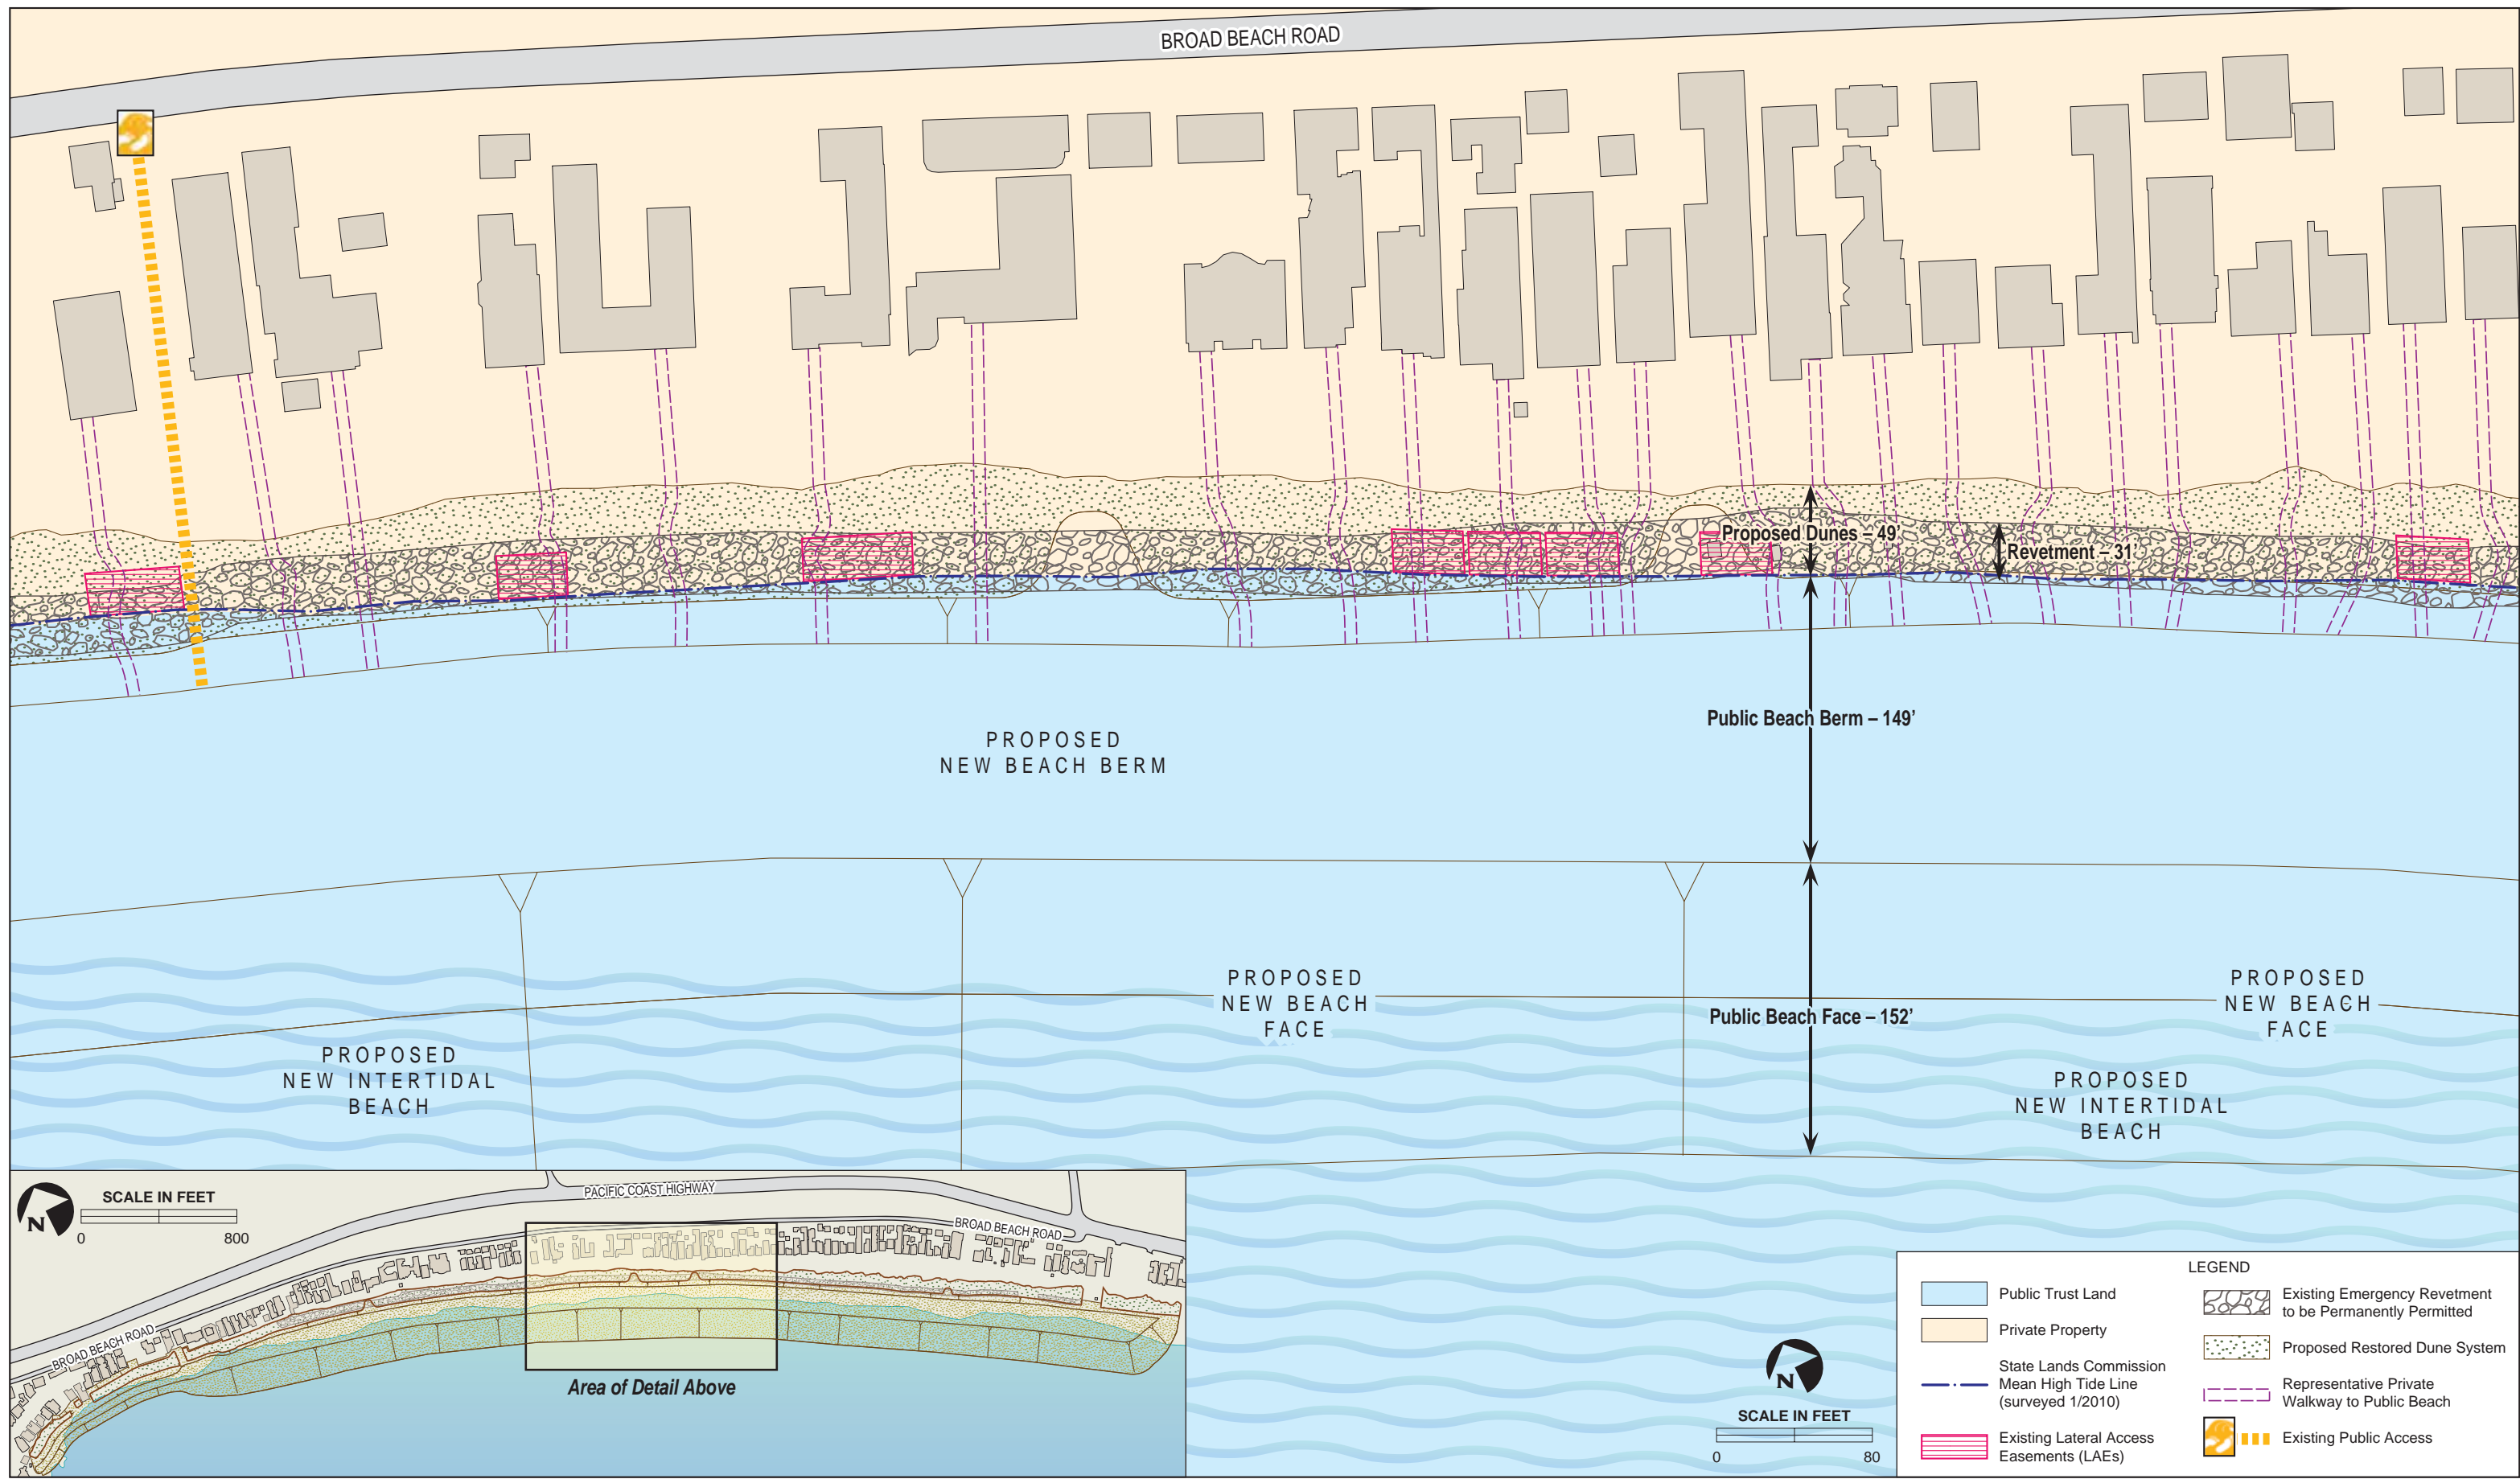 BROAD BEACH ROAD
Proposed Dunes – 49'
Revetment – 31'
Public Beach Berm – 149'
PROPOSED
NEW BEACH BERM
PROPOSED
NEW BEACH
FACE
PROPOSED
NEW BEACH
FACE
Public Beach Face – 152'
PROPOSED
NEW INTERTIDAL
BEACH
PROPOSED
NEW INTERTIDAL
BEACH
N
SCALE IN FEET
0 800
PACIFIC COAST HIGHWAY
BROAD BEACH ROAD
BROAD BEACH ROAD
Area of Detail Above
N
SCALE IN FEET
0 80
LEGEND
Public Trust Land
Private Property
State Lands Commission
Mean High Tide Line
(surveyed 1/2010)
Existing Lateral Access
Easements (LAEs)
Existing Emergency Revetment
to be Permanently Permitted
Proposed Restored Dune System
Representative Private
Walkway to Public Beach
Existing Public Access